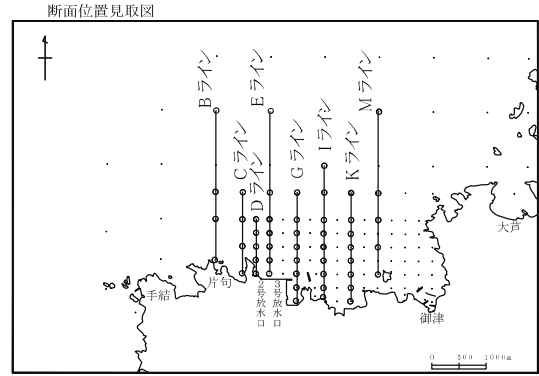 断面位置見取図
Bライン
Cライン
Dライン
Eライン
Gライン
Iライン
Kライン
Mライン
大芦
片句
手結
2号放水口
3号放水口
御津
0 500 1000m